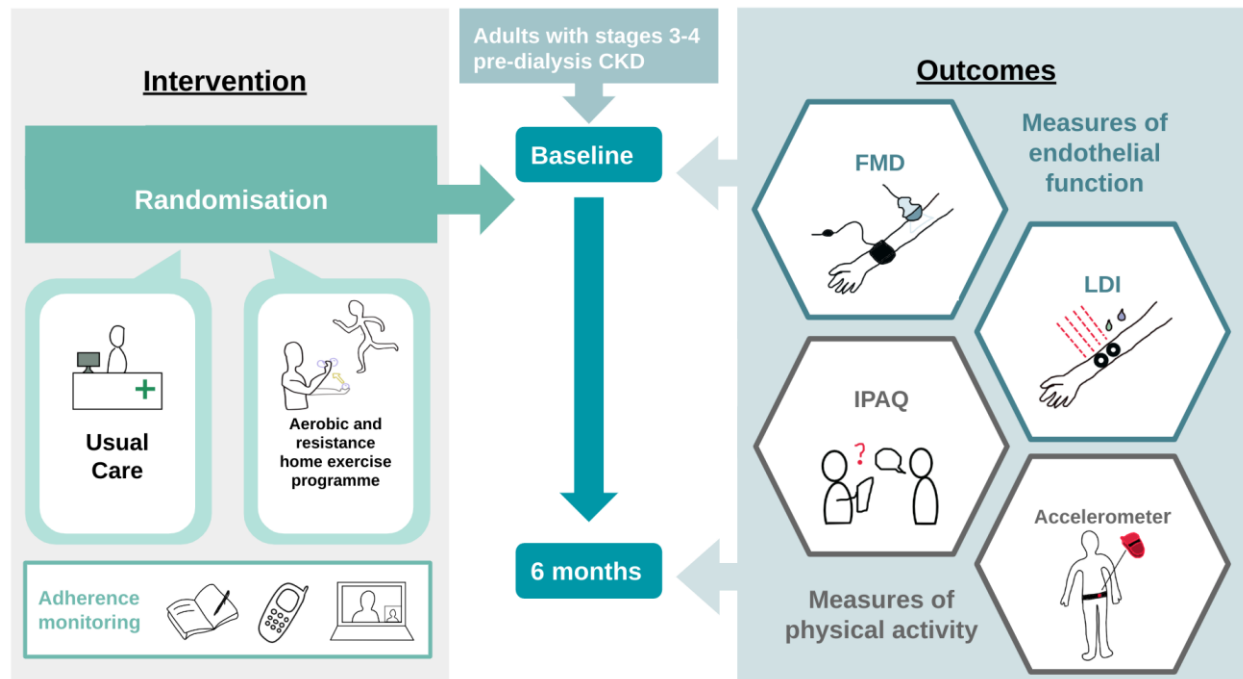 Intervention
Randomisation
Usual
Care
Aerobic and
resistance
home exercise
programme
Adherence
monitoring
Adults with stages 3-4
pre-dialysis CKD
Baseline
6 months
Outcomes
Measures of
endothelial
function
FMD
LDI
IPAQ
?
Accelerometer
Measures of
physical activity